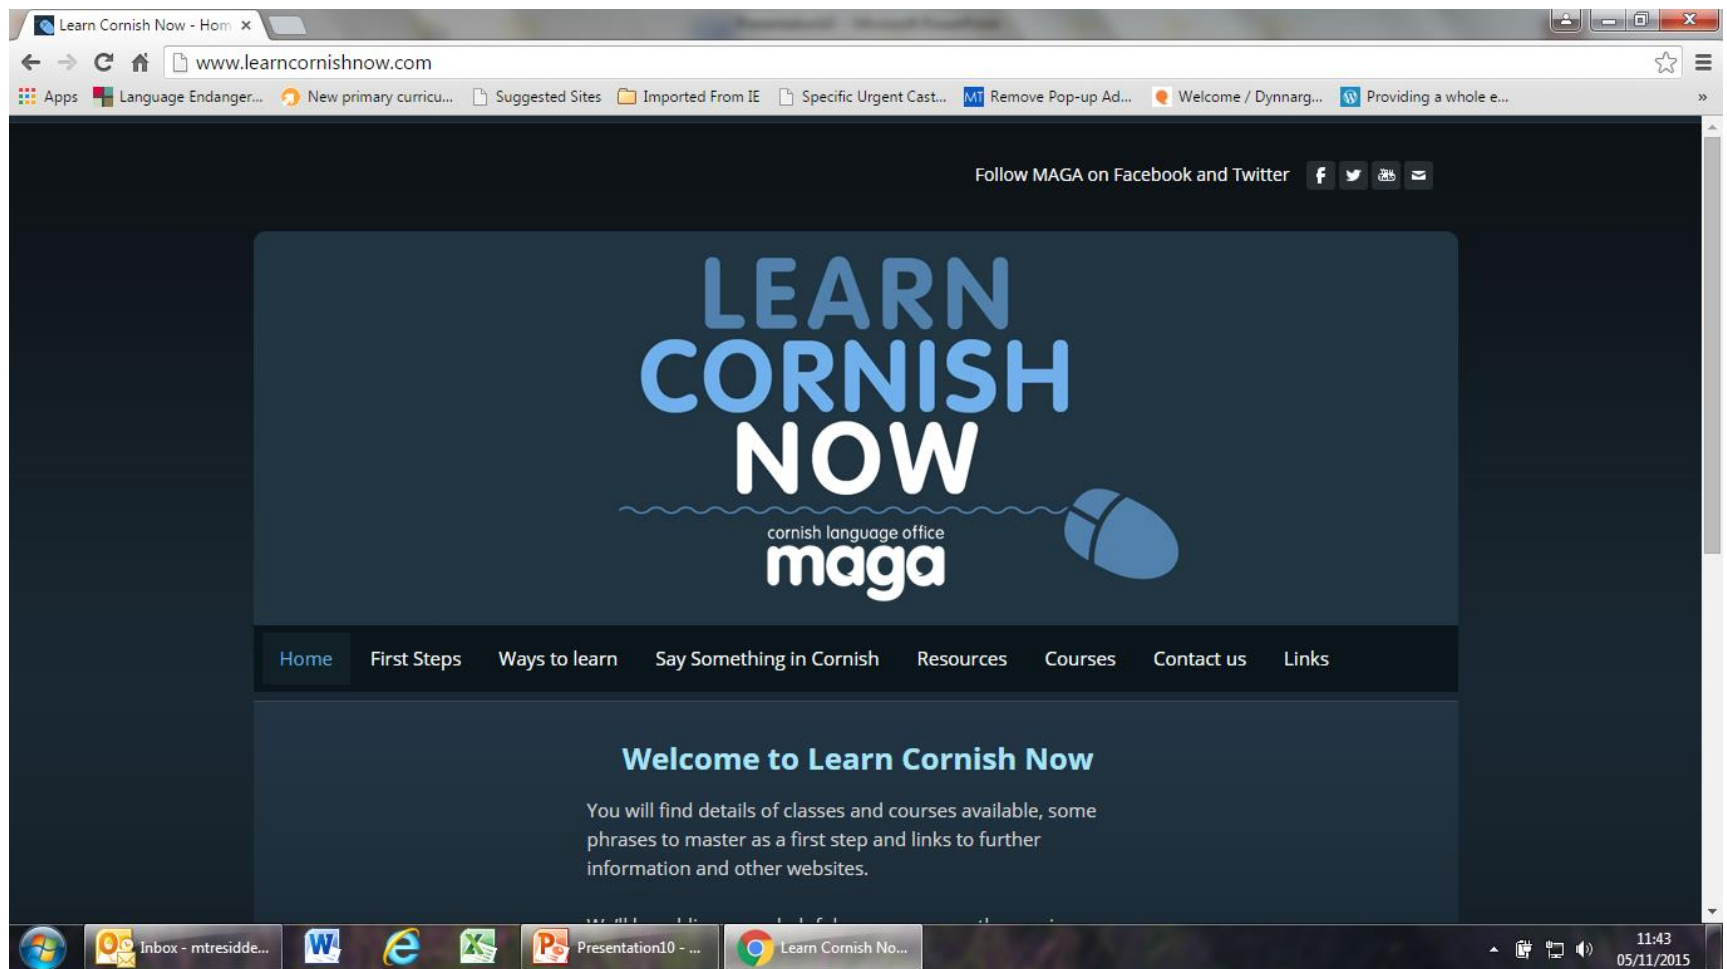 Learn Cornish Now - Hom
www.learncornishnow.com
Apps Language Endanger... New primary curricu... Suggested Sites Imported From IE Specific Urgent Cast... MT Remove Pop-up Ad... Welcome / Dynnarg... Providing a whole e... »
Follow MAGA on Facebook and Twitter
LEARN
CORNISH
NOW
cornish language office
maga
Home First Steps Ways to learn Say Something in Cornish Resources Courses Contact us Links
Welcome to Learn Cornish Now
You will find details of classes and courses available, some
phrases to master as a first step and links to further
information and other websites.
Inbox - mtresidde... Presentation10 - ... Learn Cornish No... 11:43
05/11/2015